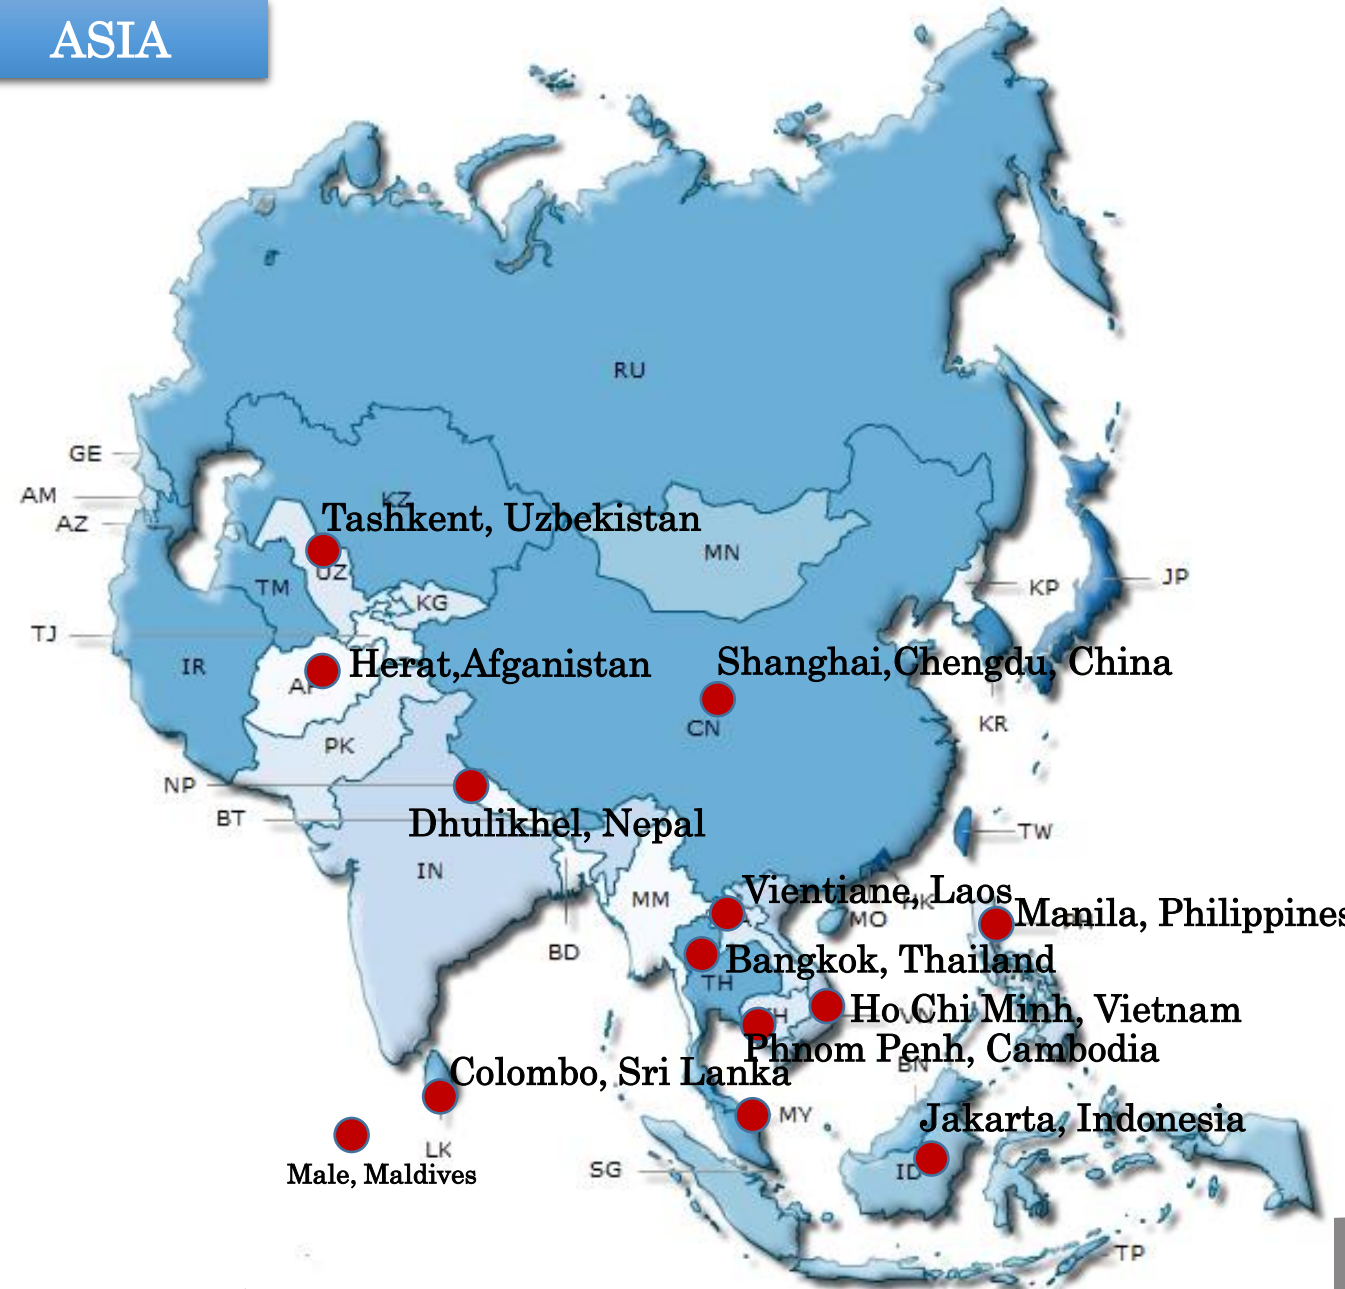 ASIA
RU
GE
AM
KZ
Tashkent, Uzbekistan
AZ
MN
UZ
TM
KG
KP
JP
TJ
IR
Herat,Afganistan
Shanghai,Chengdu, China
CN
KR
PK
NP
BT
Dhulikhel, Nepal
TW
IN
MM
Vientiane, Laos
HK
MO
Manila, Philippines
BD
Bangkok, Thailand
TH
Ho Chi Minh, Vietnam
VN
Phnom Penh, Cambodia
BN
Colombo, Sri Lanka
MY
Jakarta, Indonesia
LK
SG
ID
Male, Maldives
TP